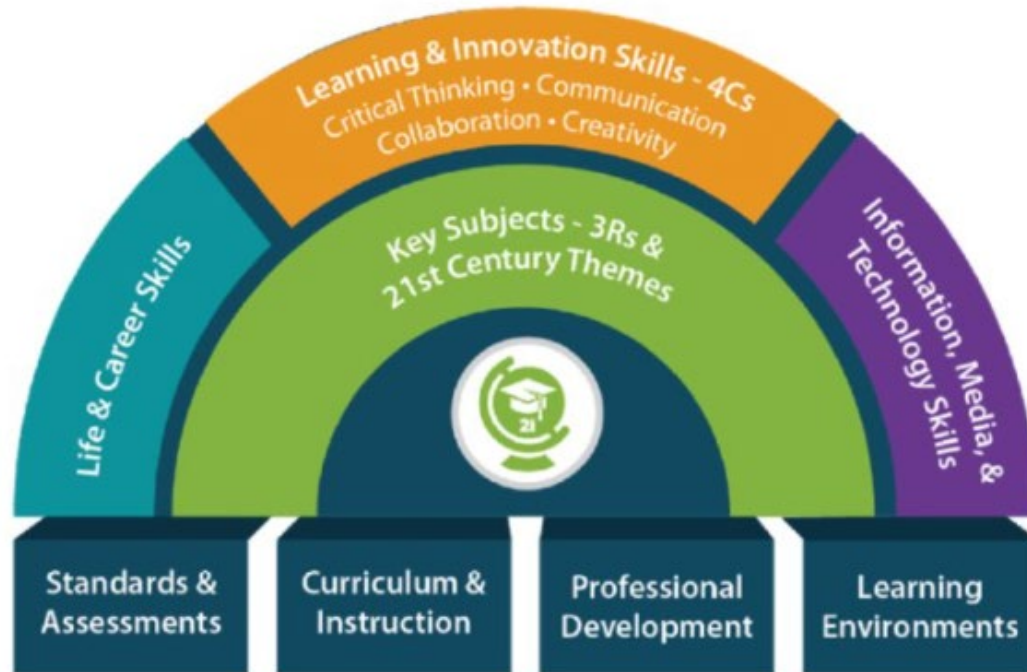 Learning & Innovation Skills - 4Cs
Critical Thinking • Communication
Collaboration • Creativity
Life & Career Skills
Key Subjects - 3Rs &
21st Century Themes
Information, Media, &
Technology Skills
21
Standards &
Assessments
Curriculum &
Instruction
Professional
Development
Learning
Environments